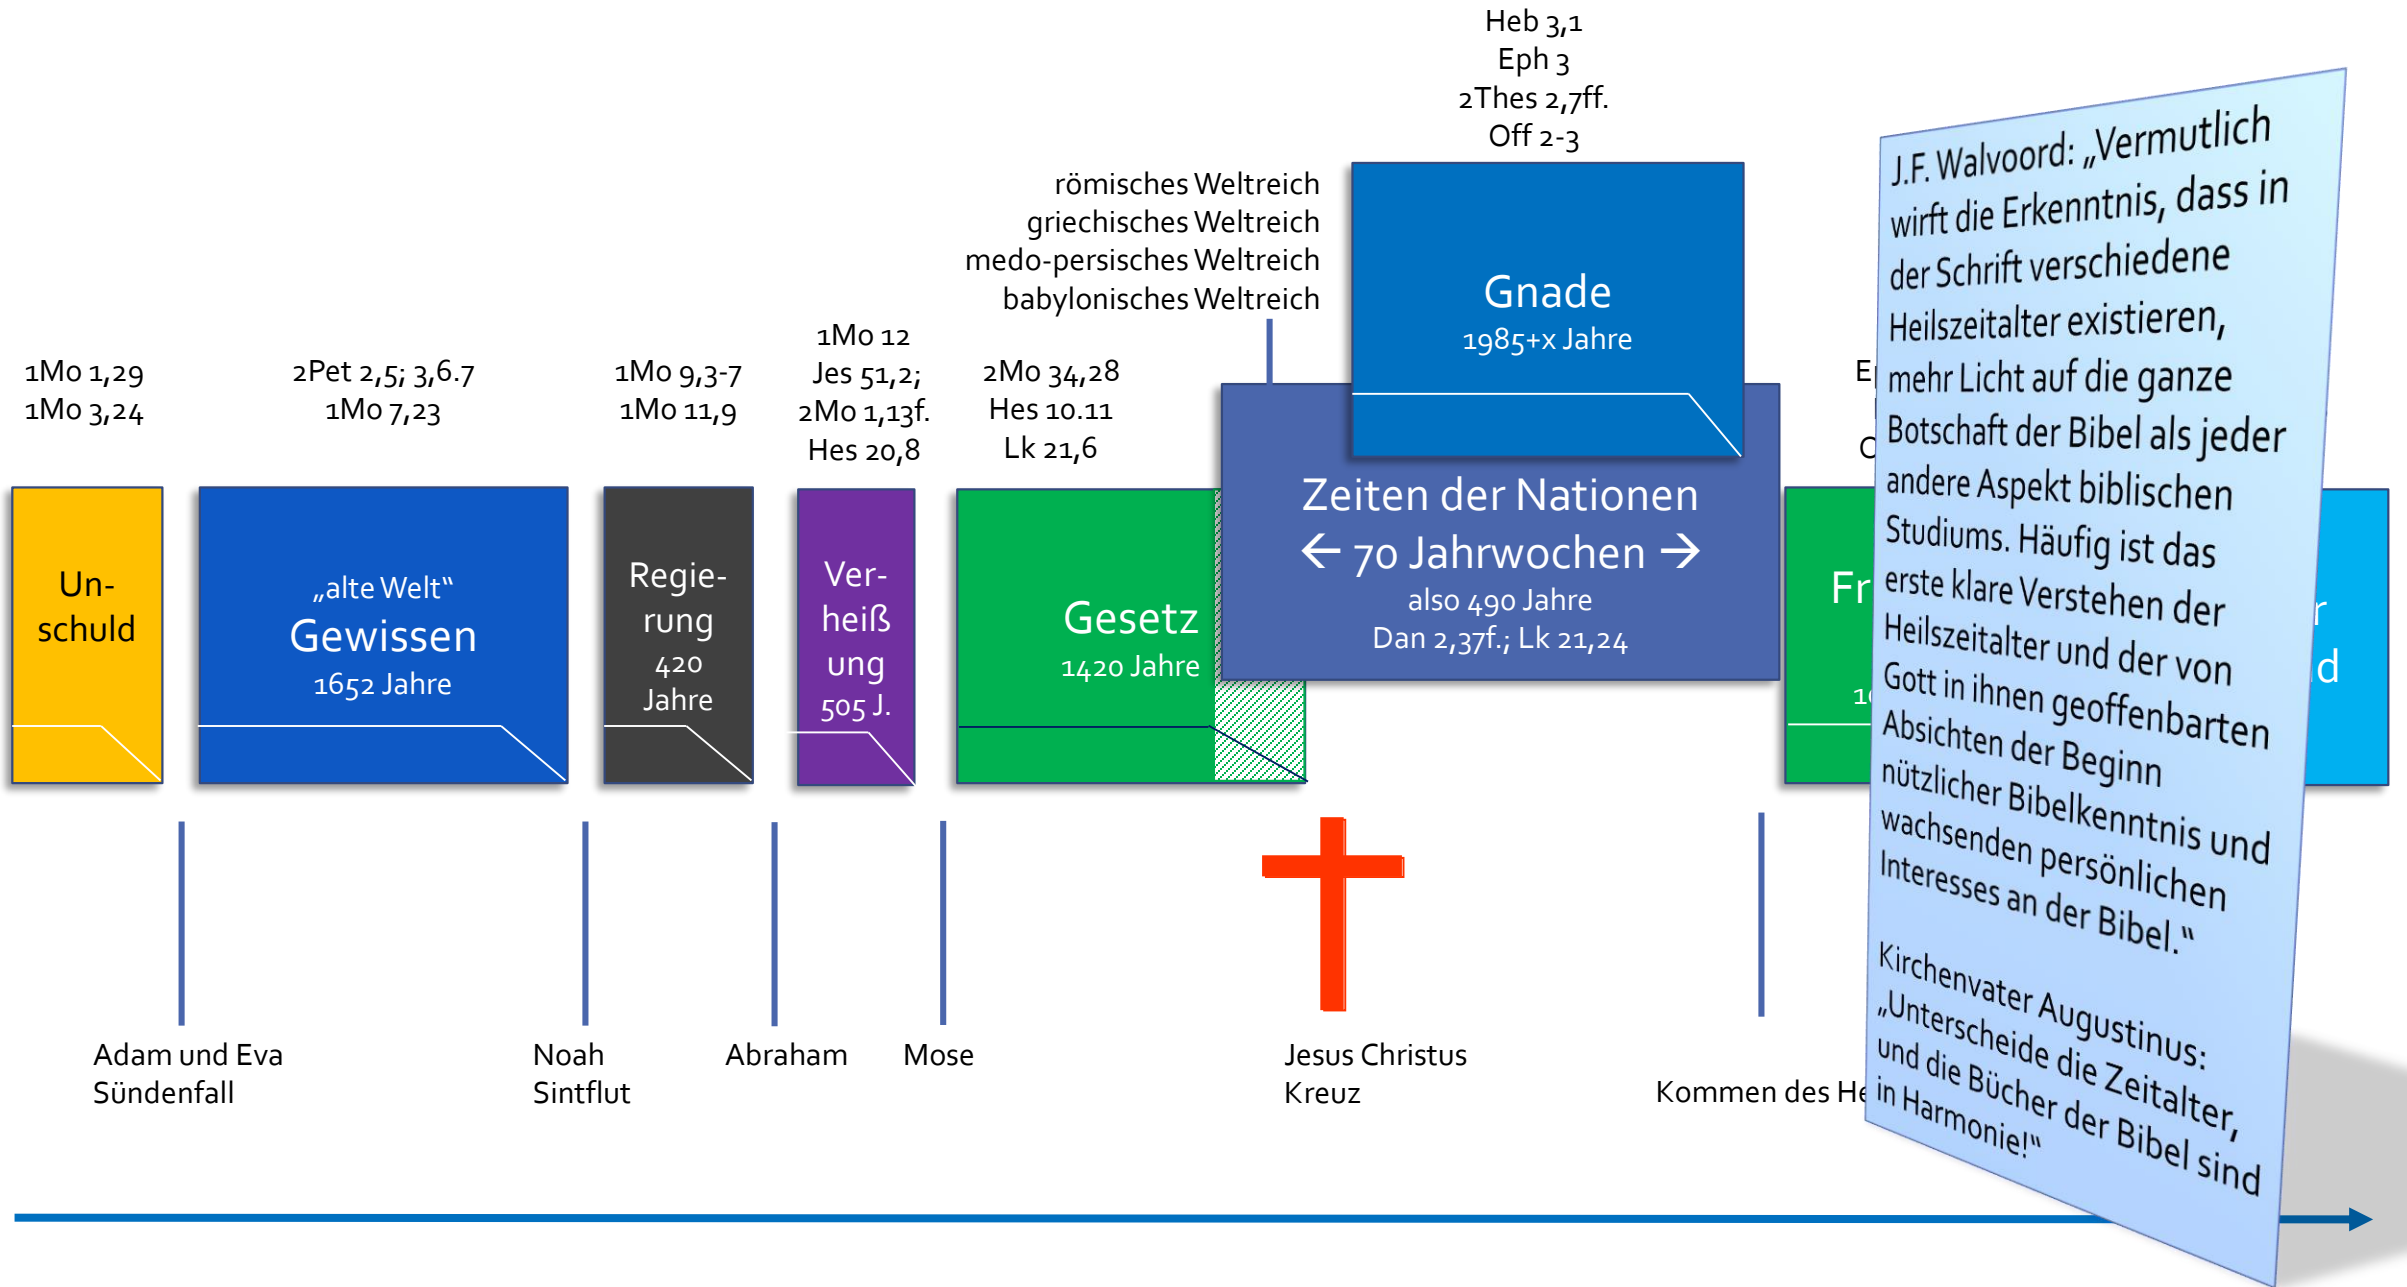 Heb 3,1
Eph 3
2Thes 2,7ff.
Off 2-3
römisches Weltreich
griechisches Weltreich
medo-persisches Weltreich
babylonisches Weltreich
1Mo 1,29
1Mo 3,24
2Pet 2,5; 3,6.7
1Mo 7,23
1Mo 9,3-7
1Mo 11,9
1Mo 12
Jes 51,2;
2Mo 1,13f.
Hes 20,8
2Mo 34,28
Hes 10.11
Lk 21,6
Un-
schuld
„alte Welt“
Gewissen
1652 Jahre
Regie-
rung
420
Jahre
Ver-
heiß
ung
505 J.
Gesetz
1420 Jahre
Gnade
1985+x Jahre
Zeiten der Nationen
← 70 Jahrwochen →
also 490 Jahre
Dan 2,37f.; Lk 21,24
Adam und Eva
Sündenfall
Noah
Sintflut
Abraham
Mose
Jesus Christus
Kreuz
Kommen des
J.F. Walvoord: „Vermutlich
wirft die Erkenntnis, dass in
der Schrift verschiedene
Heilszeitalter existieren,
mehr Licht auf die ganze
Botschaft der Bibel als jeder
andere Aspekt biblischen
Studiums. Häufig ist das
erste klare Verstehen der
Heilszeitalter und der von
Gott in ihnen geoffenbarten
Absichten der Beginn
nützlicher Bibelkenntnis und
wachsenden persönlichen
Interesses an der Bibel.“
Kirchenvater Augustinus:
„Unterscheide die Zeitalter,
und die Bücher der Bibel sind
in Harmonie!“